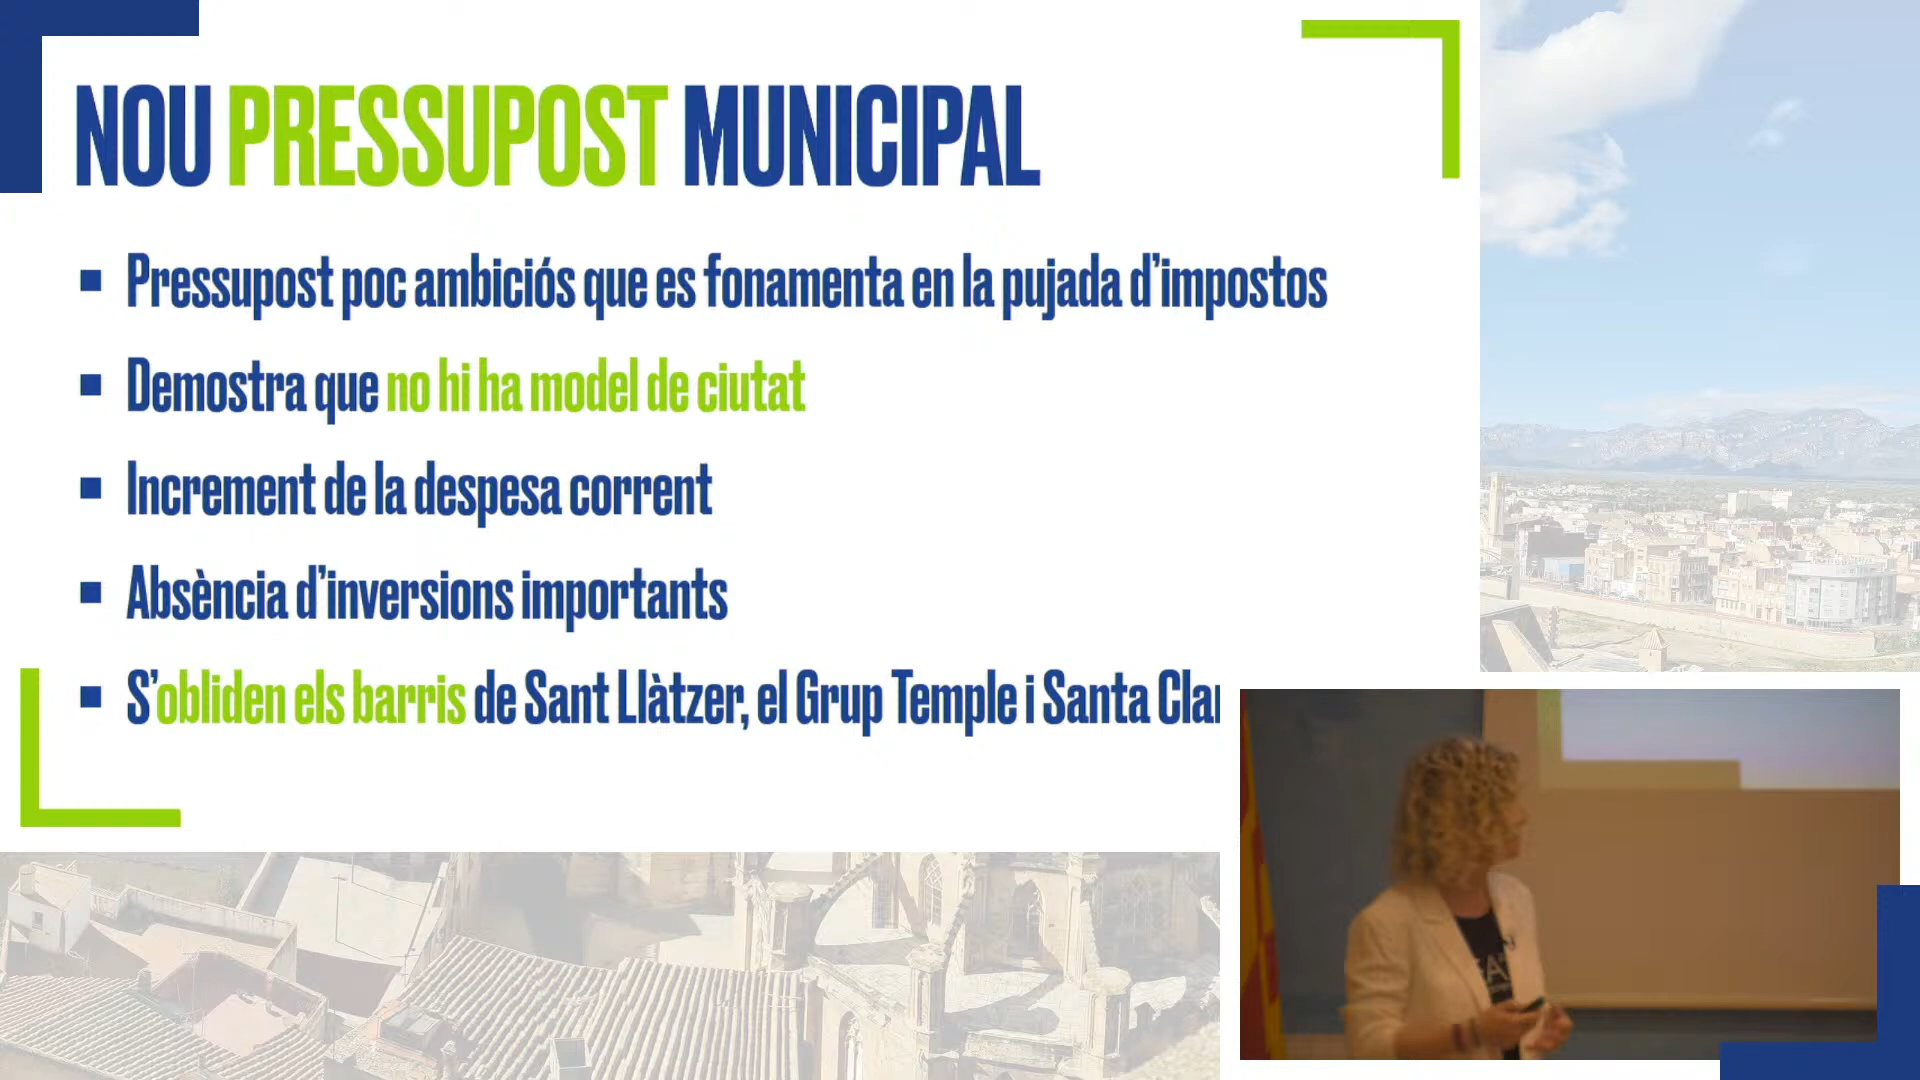 NOU PRESSUPOST MUNICIPAL
Pressupost poc ambiciós que es fonamenta en la pujada d'impostos
Demostra que no hi ha model de ciutat
Increment de la despesa corrent
Absència d'inversions importants
S'obliden els barris de Sant Llàtzer, el Grup Temple i Santa